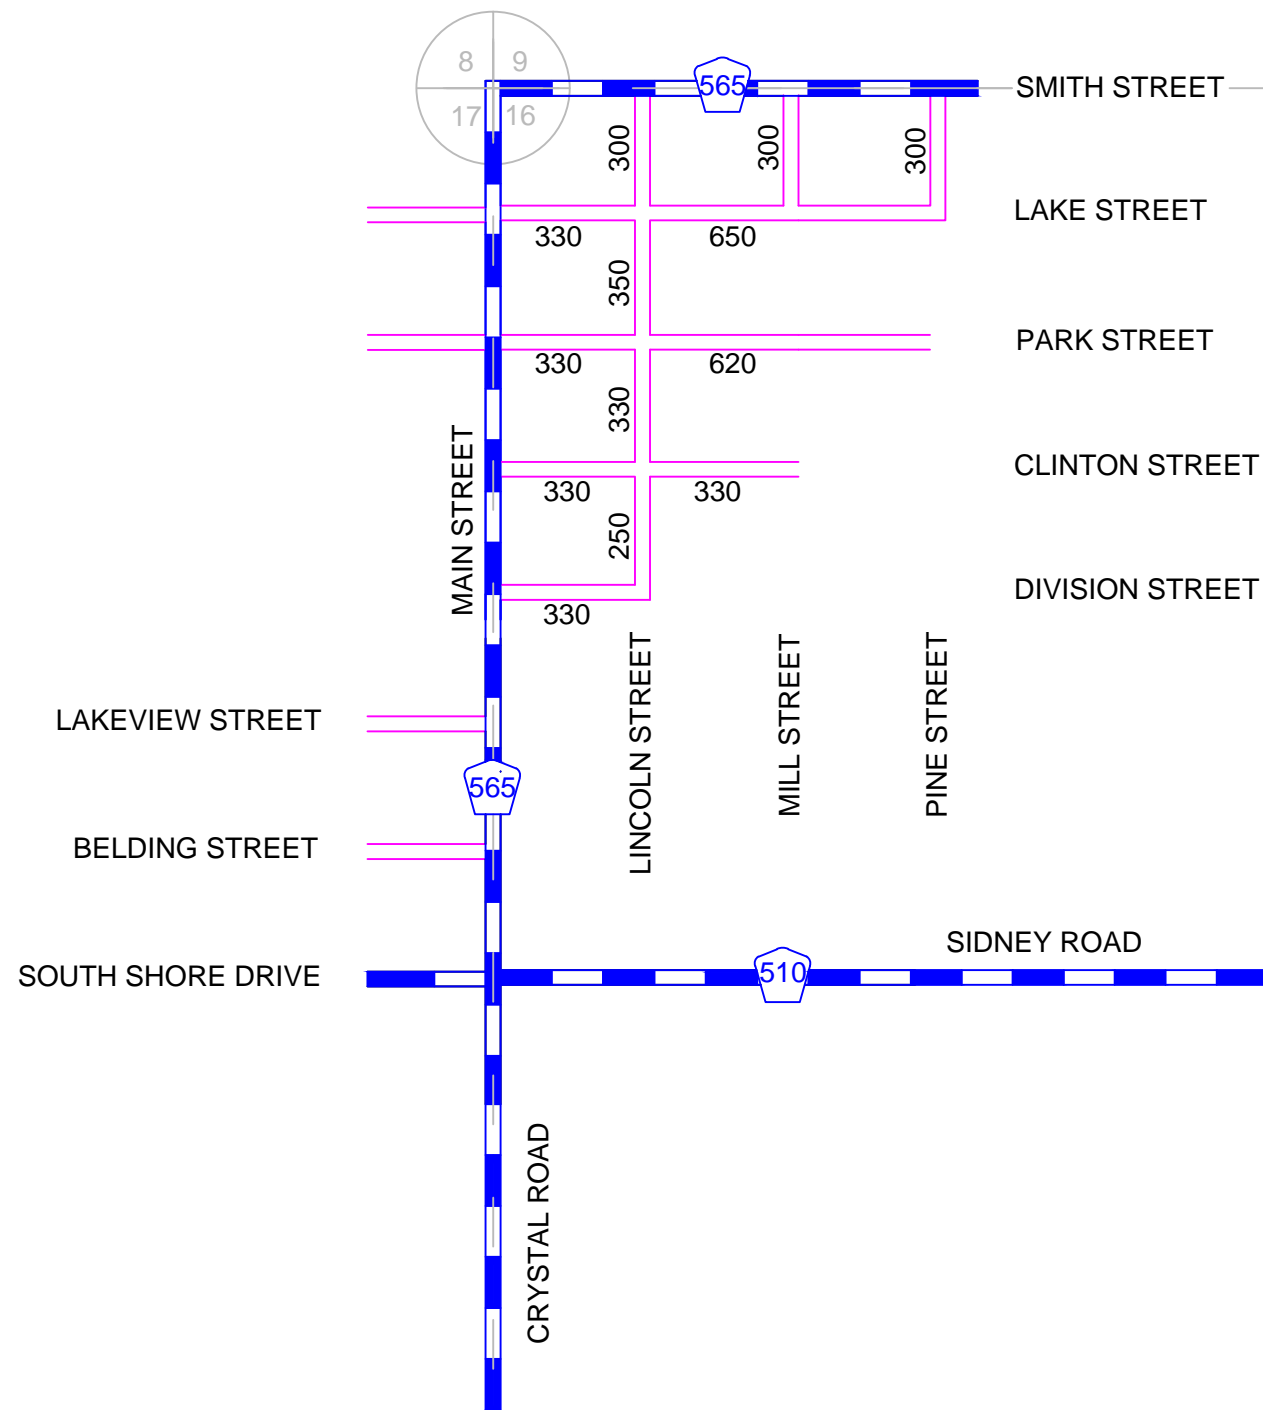 8 9
17 16
565
SMITH STREET
300
300
300
LAKE STREET
330
650
350
PARK STREET
330
620
330
MAIN STREET
CLINTON STREET
330
330
250
DIVISION STREET
330
LINCOLN STREET
MILL STREET
PINE STREET
LAKEVIEW STREET
565
BELDING STREET
SIDNEY ROAD
SOUTH SHORE DRIVE
510
CRYSTAL ROAD